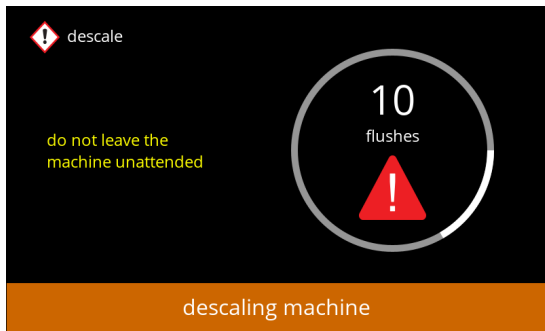 descale
do not leave the
machine unattended
10
flushes
descaling machine